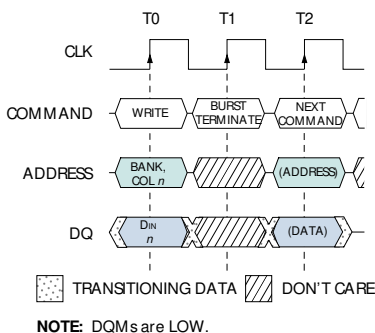 T0 T1 T2
CLK
COMMAND WRITE BURST TERMINATE NEXT COMMAND
ADDRESS BANK, COL n (ADDRESS)
DQ DIN n (DATA)
TRANSITIONING DATA DON'T CARE
NOTE: DQMs are LOW.